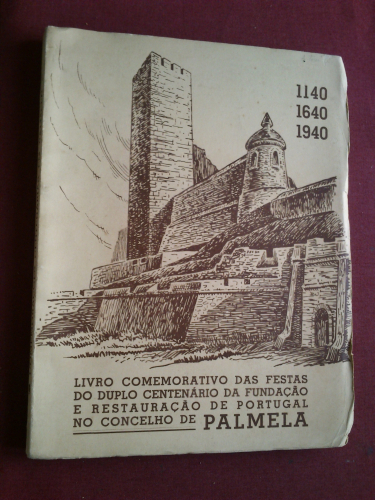 1140
1640
1940
LIVRO COMEMORATIVO DAS FESTAS
DO DUPLO CENTENÁRIO DA FUNDAÇÃO
E RESTAURAÇÃO DE PORTUGAL
NO CONCELHO DE PALMELA